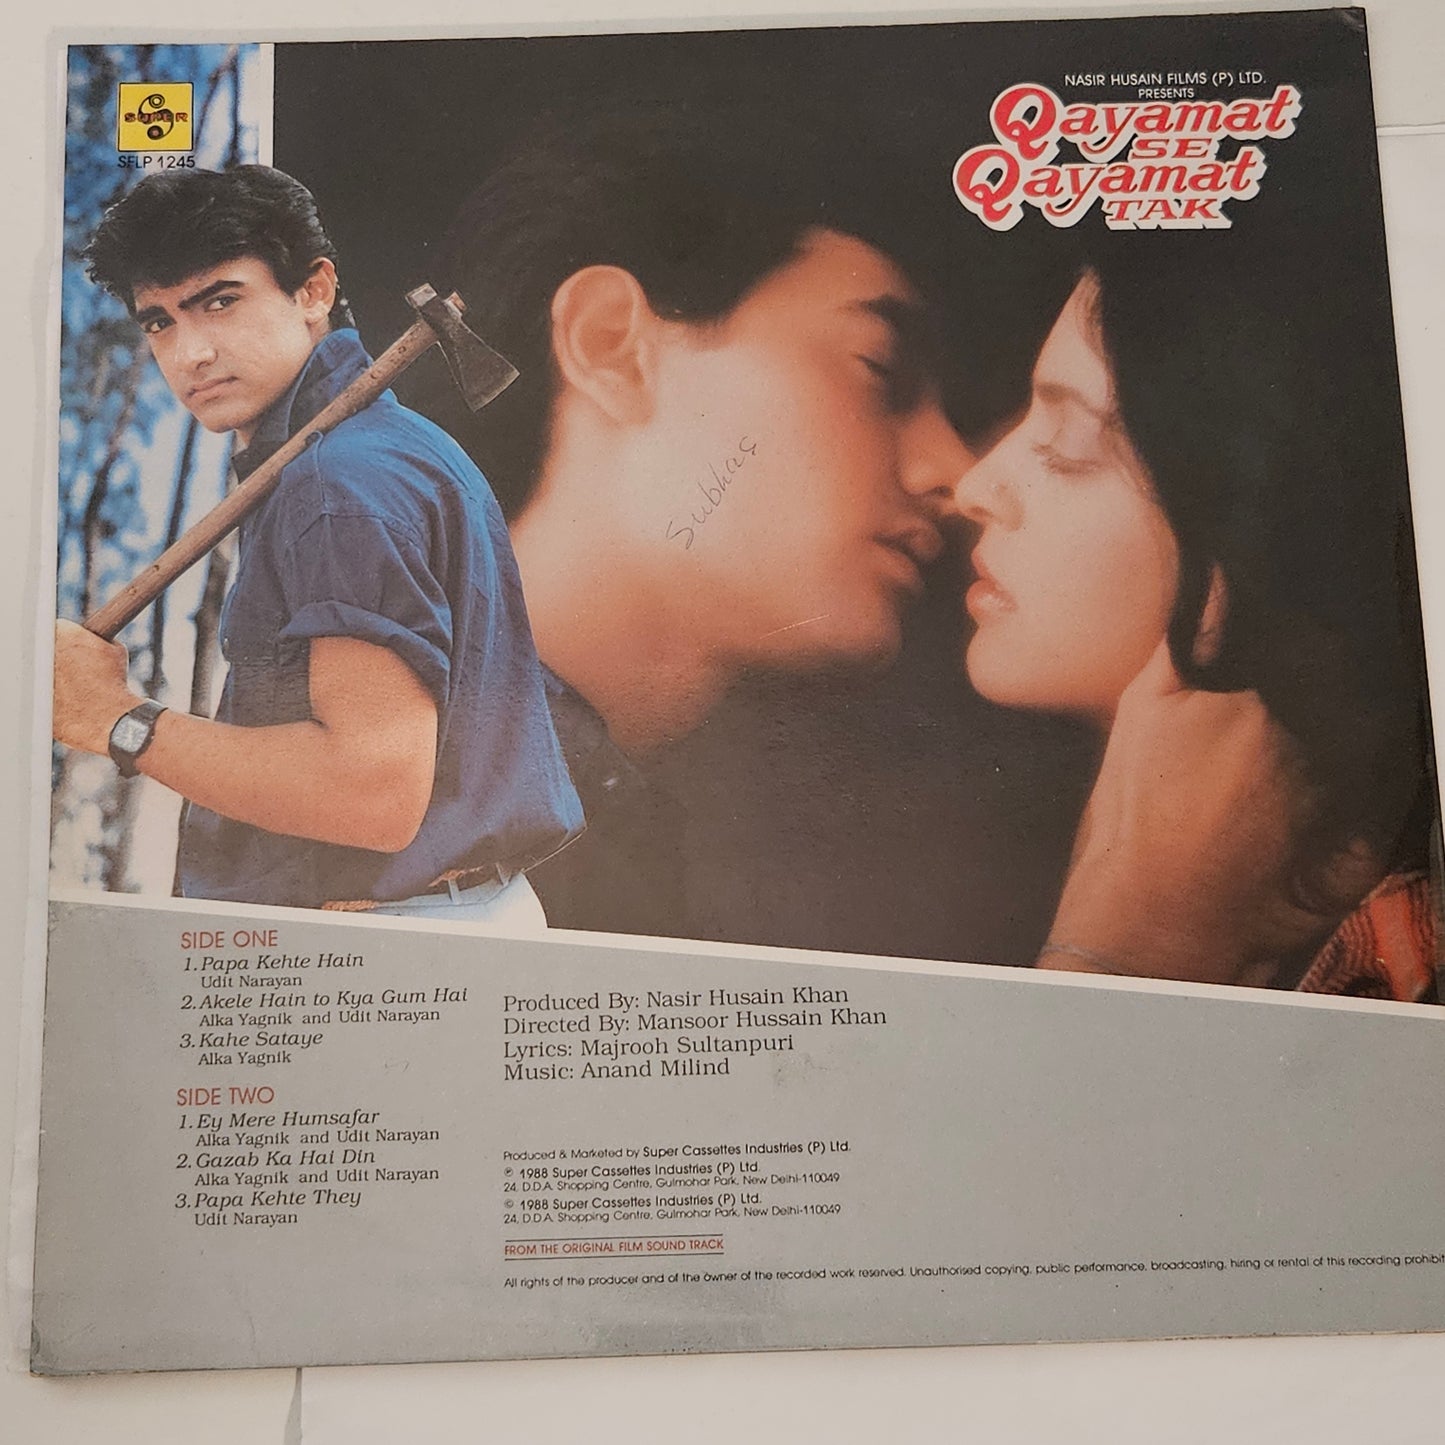 SUPER
SFLP 1245
NASIR HUSAIN FILMS (P) LTD.
PRESENTS
Qayamat
SE
Qayamat
TAK
Subhas
SIDE ONE
1. Papa Kehte Hain
Udit Narayan
2. Akele Hain to Kya Gum Hai
Alka Yagnik and Udit Narayan
3. Kahe Sataye
Alka Yagnik
SIDE TWO
1. Ey Mere Humsafar
Alka Yagnik and Udit Narayan
2. Gazab Ka Hai Din
Alka Yagnik and Udit Narayan
3. Papa Kehte They
Udit Narayan
Produced By: Nasir Husain Khan
Directed By: Mansoor Hussain Khan
Lyrics: Majrooh Sultanpuri
Music: Anand Milind
Produced & Marketed by Super Cassettes Industries (P) Ltd.
℗ 1988 Super Cassettes Industries (P) Ltd.
24, D.D.A. Shopping Centre, Gulmohar Park, New Delhi-110049
© 1988 Super Cassettes Industries (P) Ltd.
24, D.D.A. Shopping Centre, Gulmohar Park, New Delhi-110049
FROM THE ORIGINAL FILM SOUND TRACK
All rights of the producer and of the owner of the recorded work reserved. Unauthorised copying, public performance, broadcasting, hiring or rental of this recording prohibit